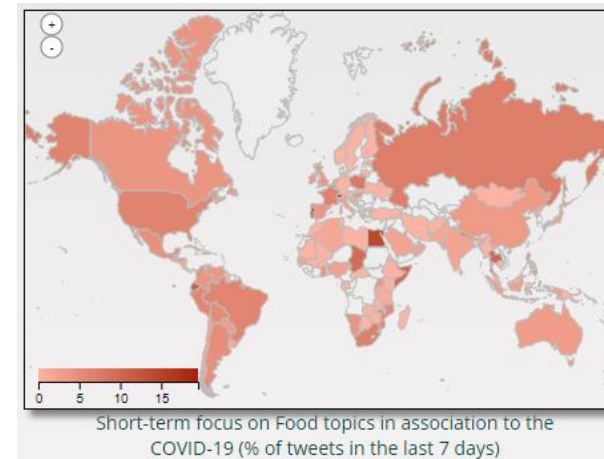 +
-
0 5 10 15
Short-term focus on Food topics in association to the
COVID-19 (% of tweets in the last 7 days)